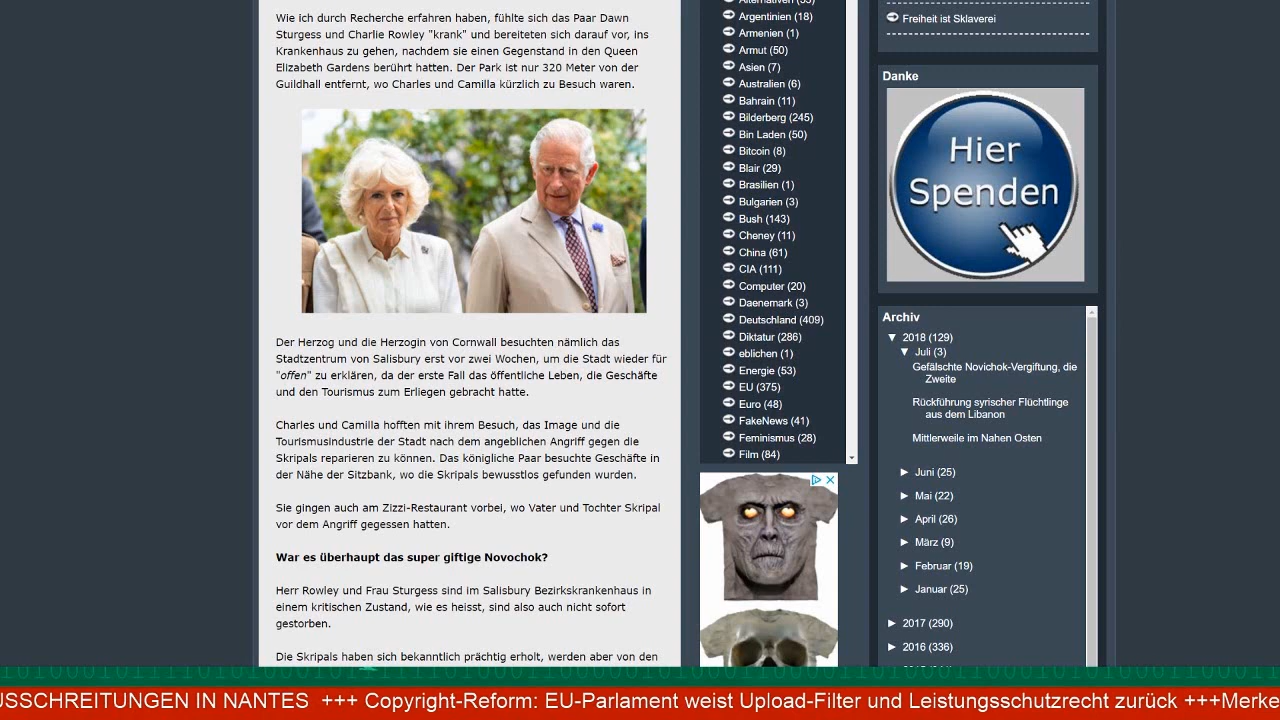 Wie ich durch Recherche erfahren haben, fühlte sich das Paar Dawn
Sturgess und Charlie Rowley "krank" und bereiteten sich darauf vor, ins
Krankenhaus zu gehen, nachdem sie einen Gegenstand in den Queen
Elizabeth Gardens berührt hatten. Der Park ist nur 320 Meter von der
Guildhall entfernt, wo Charles und Camilla kürzlich zu Besuch waren.
Der Herzog und die Herzogin von Cornwall besuchten nämlich das
Stadtzentrum von Salisbury erst vor zwei Wochen, um die Stadt wieder für
"offen" zu erklären, da der erste Fall das öffentliche Leben, die Geschäfte
und den Tourismus zum Erliegen gebracht hatte.
Charles und Camilla hofften mit ihrem Besuch, das Image und die
Tourismusindustrie der Stadt nach dem angeblichen Angriff gegen die
Skripals reparieren zu können. Das königliche Paar besuchte Geschäfte in
der Nähe der Sitzbank, wo die Skripals bewusstlos gefunden wurden.
Sie gingen auch am Zizzi-Restaurant vorbei, wo Vater und Tochter Skripal
vor dem Angriff gegessen hatten.
War es überhaupt das super giftige Novochok?
Herr Rowley und Frau Sturgess sind im Salisbury Bezirkskrankenhaus in
einem kritischen Zustand, wie es heisst, sind also auch nicht sofort
gestorben.
Die Skripals haben sich bekanntlich prächtig erholt, werden aber von den
Argentinien (18)
Armenien (1)
Armut (50)
Asien (7)
Australien (6)
Bahrain (11)
Bilderberg (245)
Bin Laden (50)
Bitcoin (8)
Blair (29)
Brasilien (1)
Bulgarien (3)
Bush (143)
Cheney (11)
China (61)
CIA (111)
Computer (20)
Daenemark (3)
Deutschland (409)
Diktatur (286)
eblichen (1)
Energie (53)
EU (375)
Euro (48)
FakeNews (41)
Feminismus (28)
Film (84)
Freiheit ist Sklaverei
Danke
Hier
Spenden
Archiv
▼ 2018 (129)
▼ Juli (3)
Gefälschte Novichok-Vergiftung, die
Zweite
Rückführung syrischer Flüchtlinge
aus dem Libanon
Mittlerweile im Nahen Osten
► Juni (25)
► Mai (22)
► April (26)
► März (9)
► Februar (19)
► Januar (25)
► 2017 (290)
► 2016 (336)
USSCHREITUNGEN IN NANTES +++ Copyright-Reform: EU-Parlament weist Upload-Filter und Leistungsschutzrecht zurück +++Merke